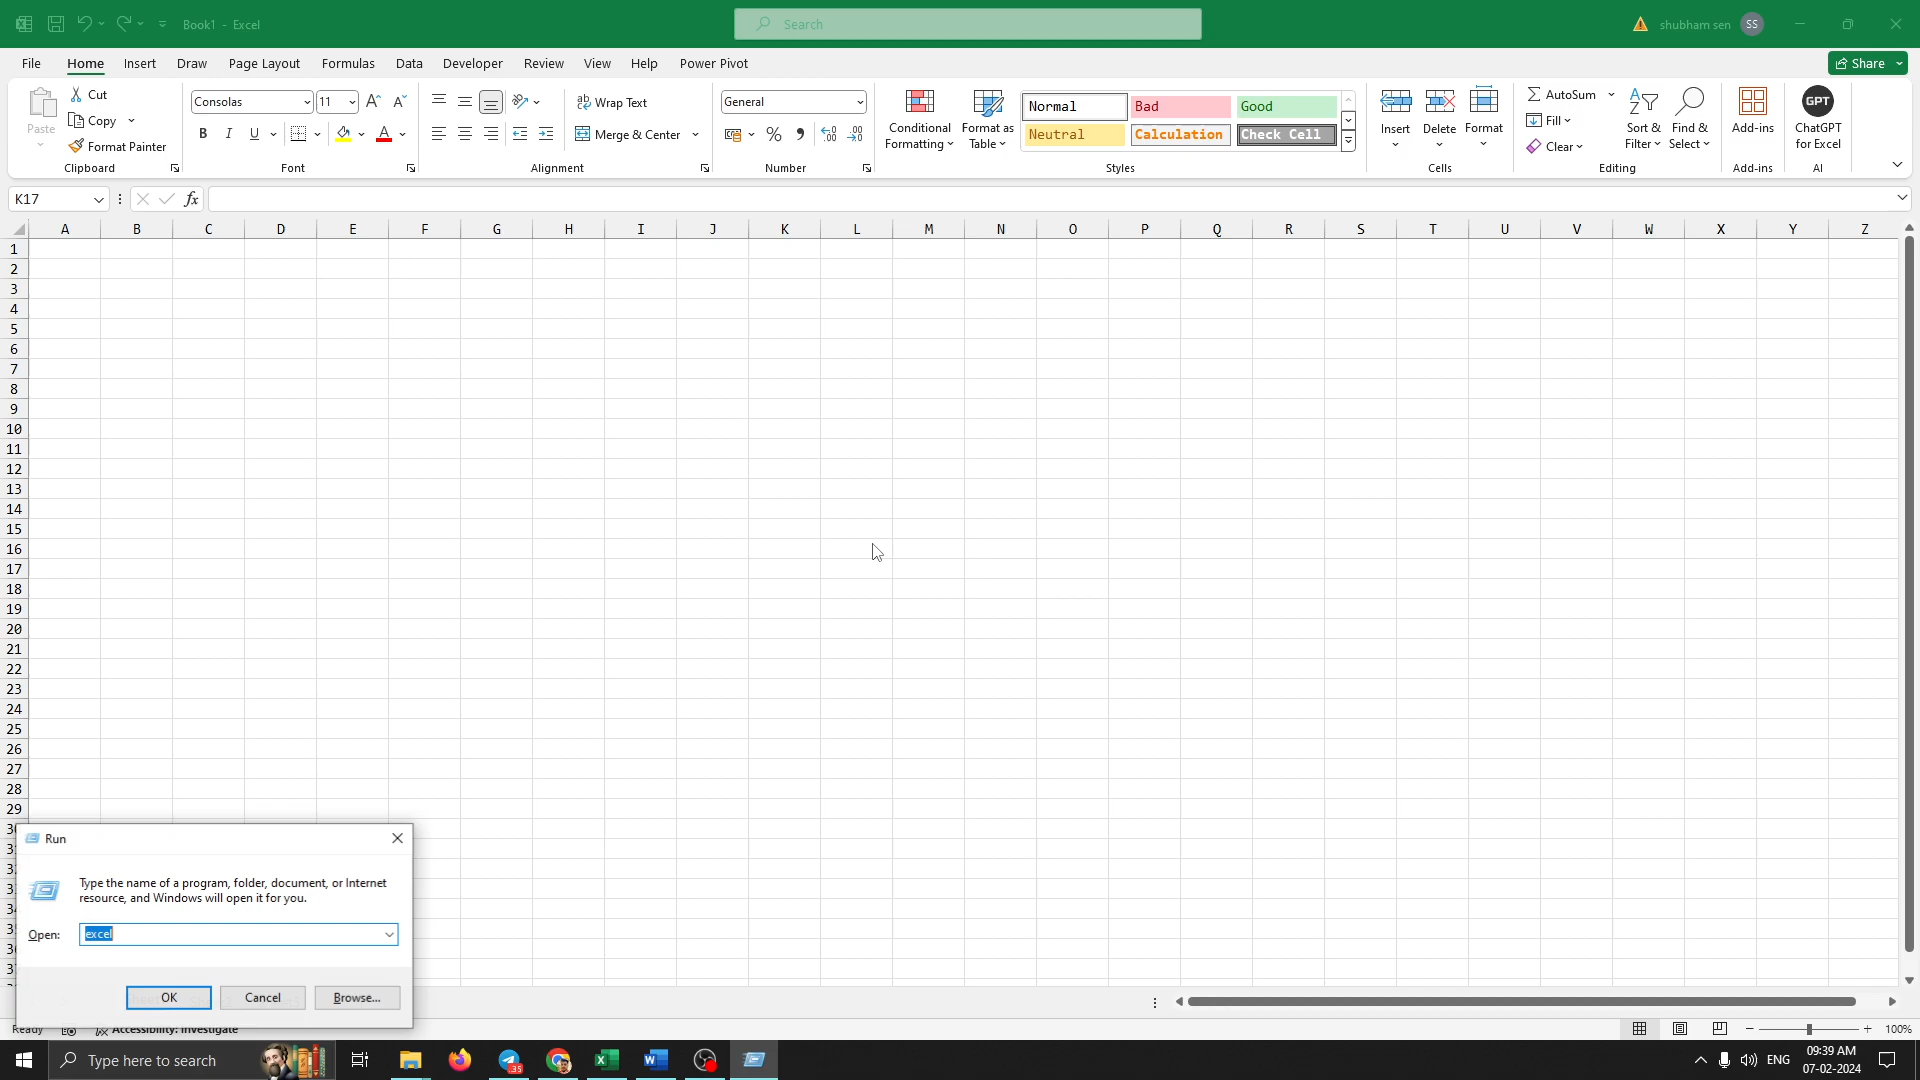 Book1 - Excel
Search
shubham sen
SS
File Home Insert Draw Page Layout Formulas Data Developer Review View Help Power Pivot
Share
Paste
Cut
Copy
Format Painter
Clipboard
Consolas
11
B I U
Font
Wrap Text
Merge & Center
Alignment
General
Number
Conditional Formatting
Format as Table
Normal Bad Good
Neutral Calculation Check Cell
Styles
Insert
Delete
Format
Cells
AutoSum
Fill
Clear
Sort & Filter
Find & Select
Editing
Add-ins
Add-ins
GPT
ChatGPT for Excel
AI
K17
fx
A B C D E F G H I J K L M N O P Q R S T U V W X Y Z
1
2
3
4
5
6
7
8
9
10
11
12
13
14
15
16
17
18
19
20
21
22
23
24
25
26
27
28
29
Run
Type the name of a program, folder, document, or Internet
resource, and Windows will open it for you.
Open: excel
OK Cancel Browse...
Ready
Accessibility: Investigate
100%
Type here to search
35
ENG
09:39 AM
07-02-2024